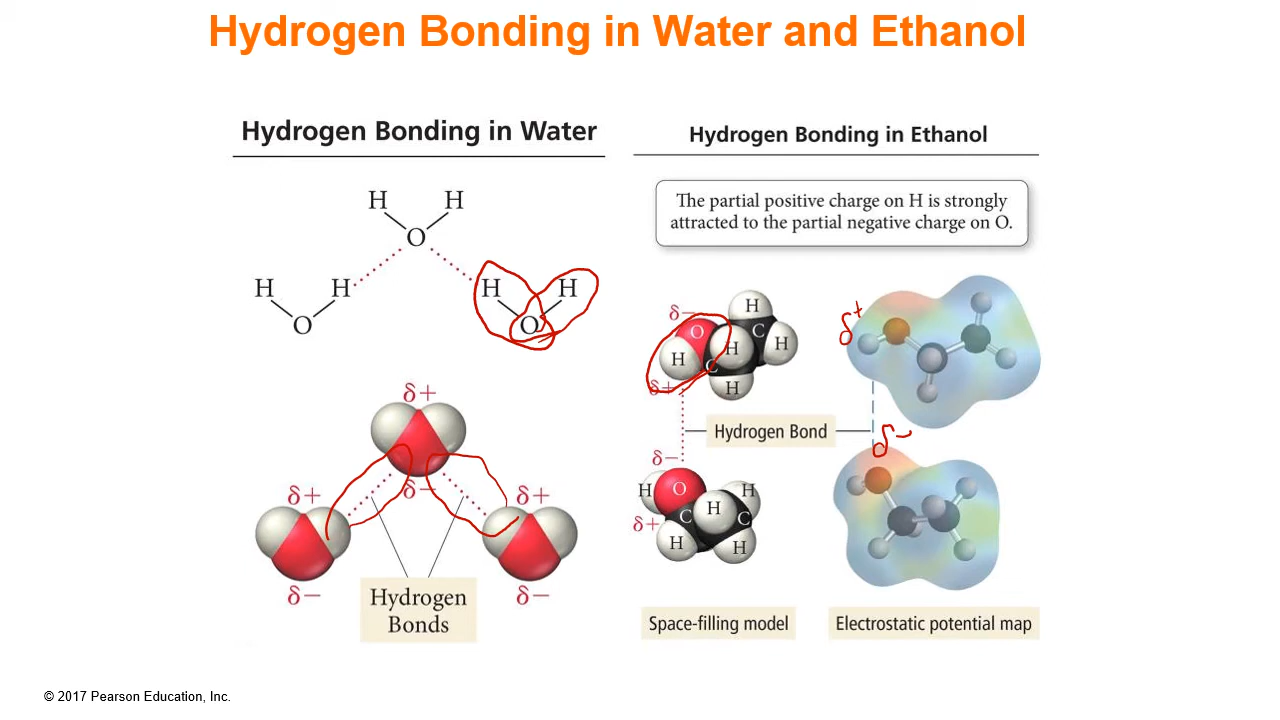 Hydrogen Bonding in Water and Ethanol
Hydrogen Bonding in Water
H H
O
H H
O
H H
O
δ+
δ−
δ+
δ−
δ+
δ−
Hydrogen
Bonds
Hydrogen Bonding in Ethanol
The partial positive charge on H is strongly
attracted to the partial negative charge on O.
δ−
H
O
C
H
H
H
C
H
δ+
δ+
Hydrogen Bond
δ−
δ−
H
O
H
H
δ+
C
C
H
H
Space-filling model
Electrostatic potential map
© 2017 Pearson Education, Inc.